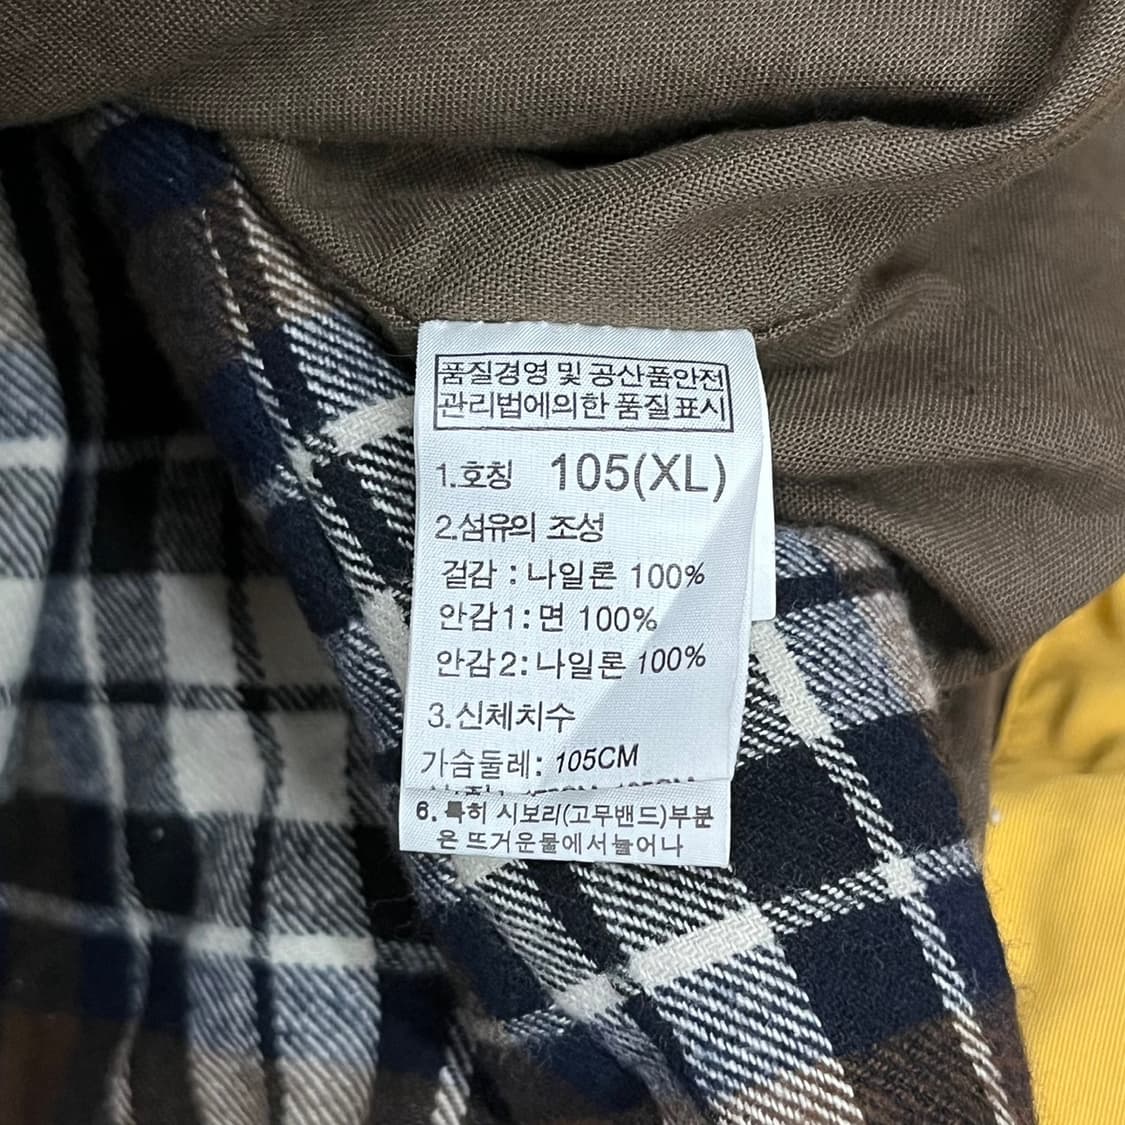 품질경영 및 공산품안전
관리법에의한 품질표시
1.호칭 105(XL)
2.섬유의 조성
겉감 : 나일론 100%
안감1 : 면 100%
안감2 : 나일론 100%
3.신체치수
가슴둘레: 105CM
6. 특히 시보리(고무밴드)부분
은 뜨거운물에서늘어나